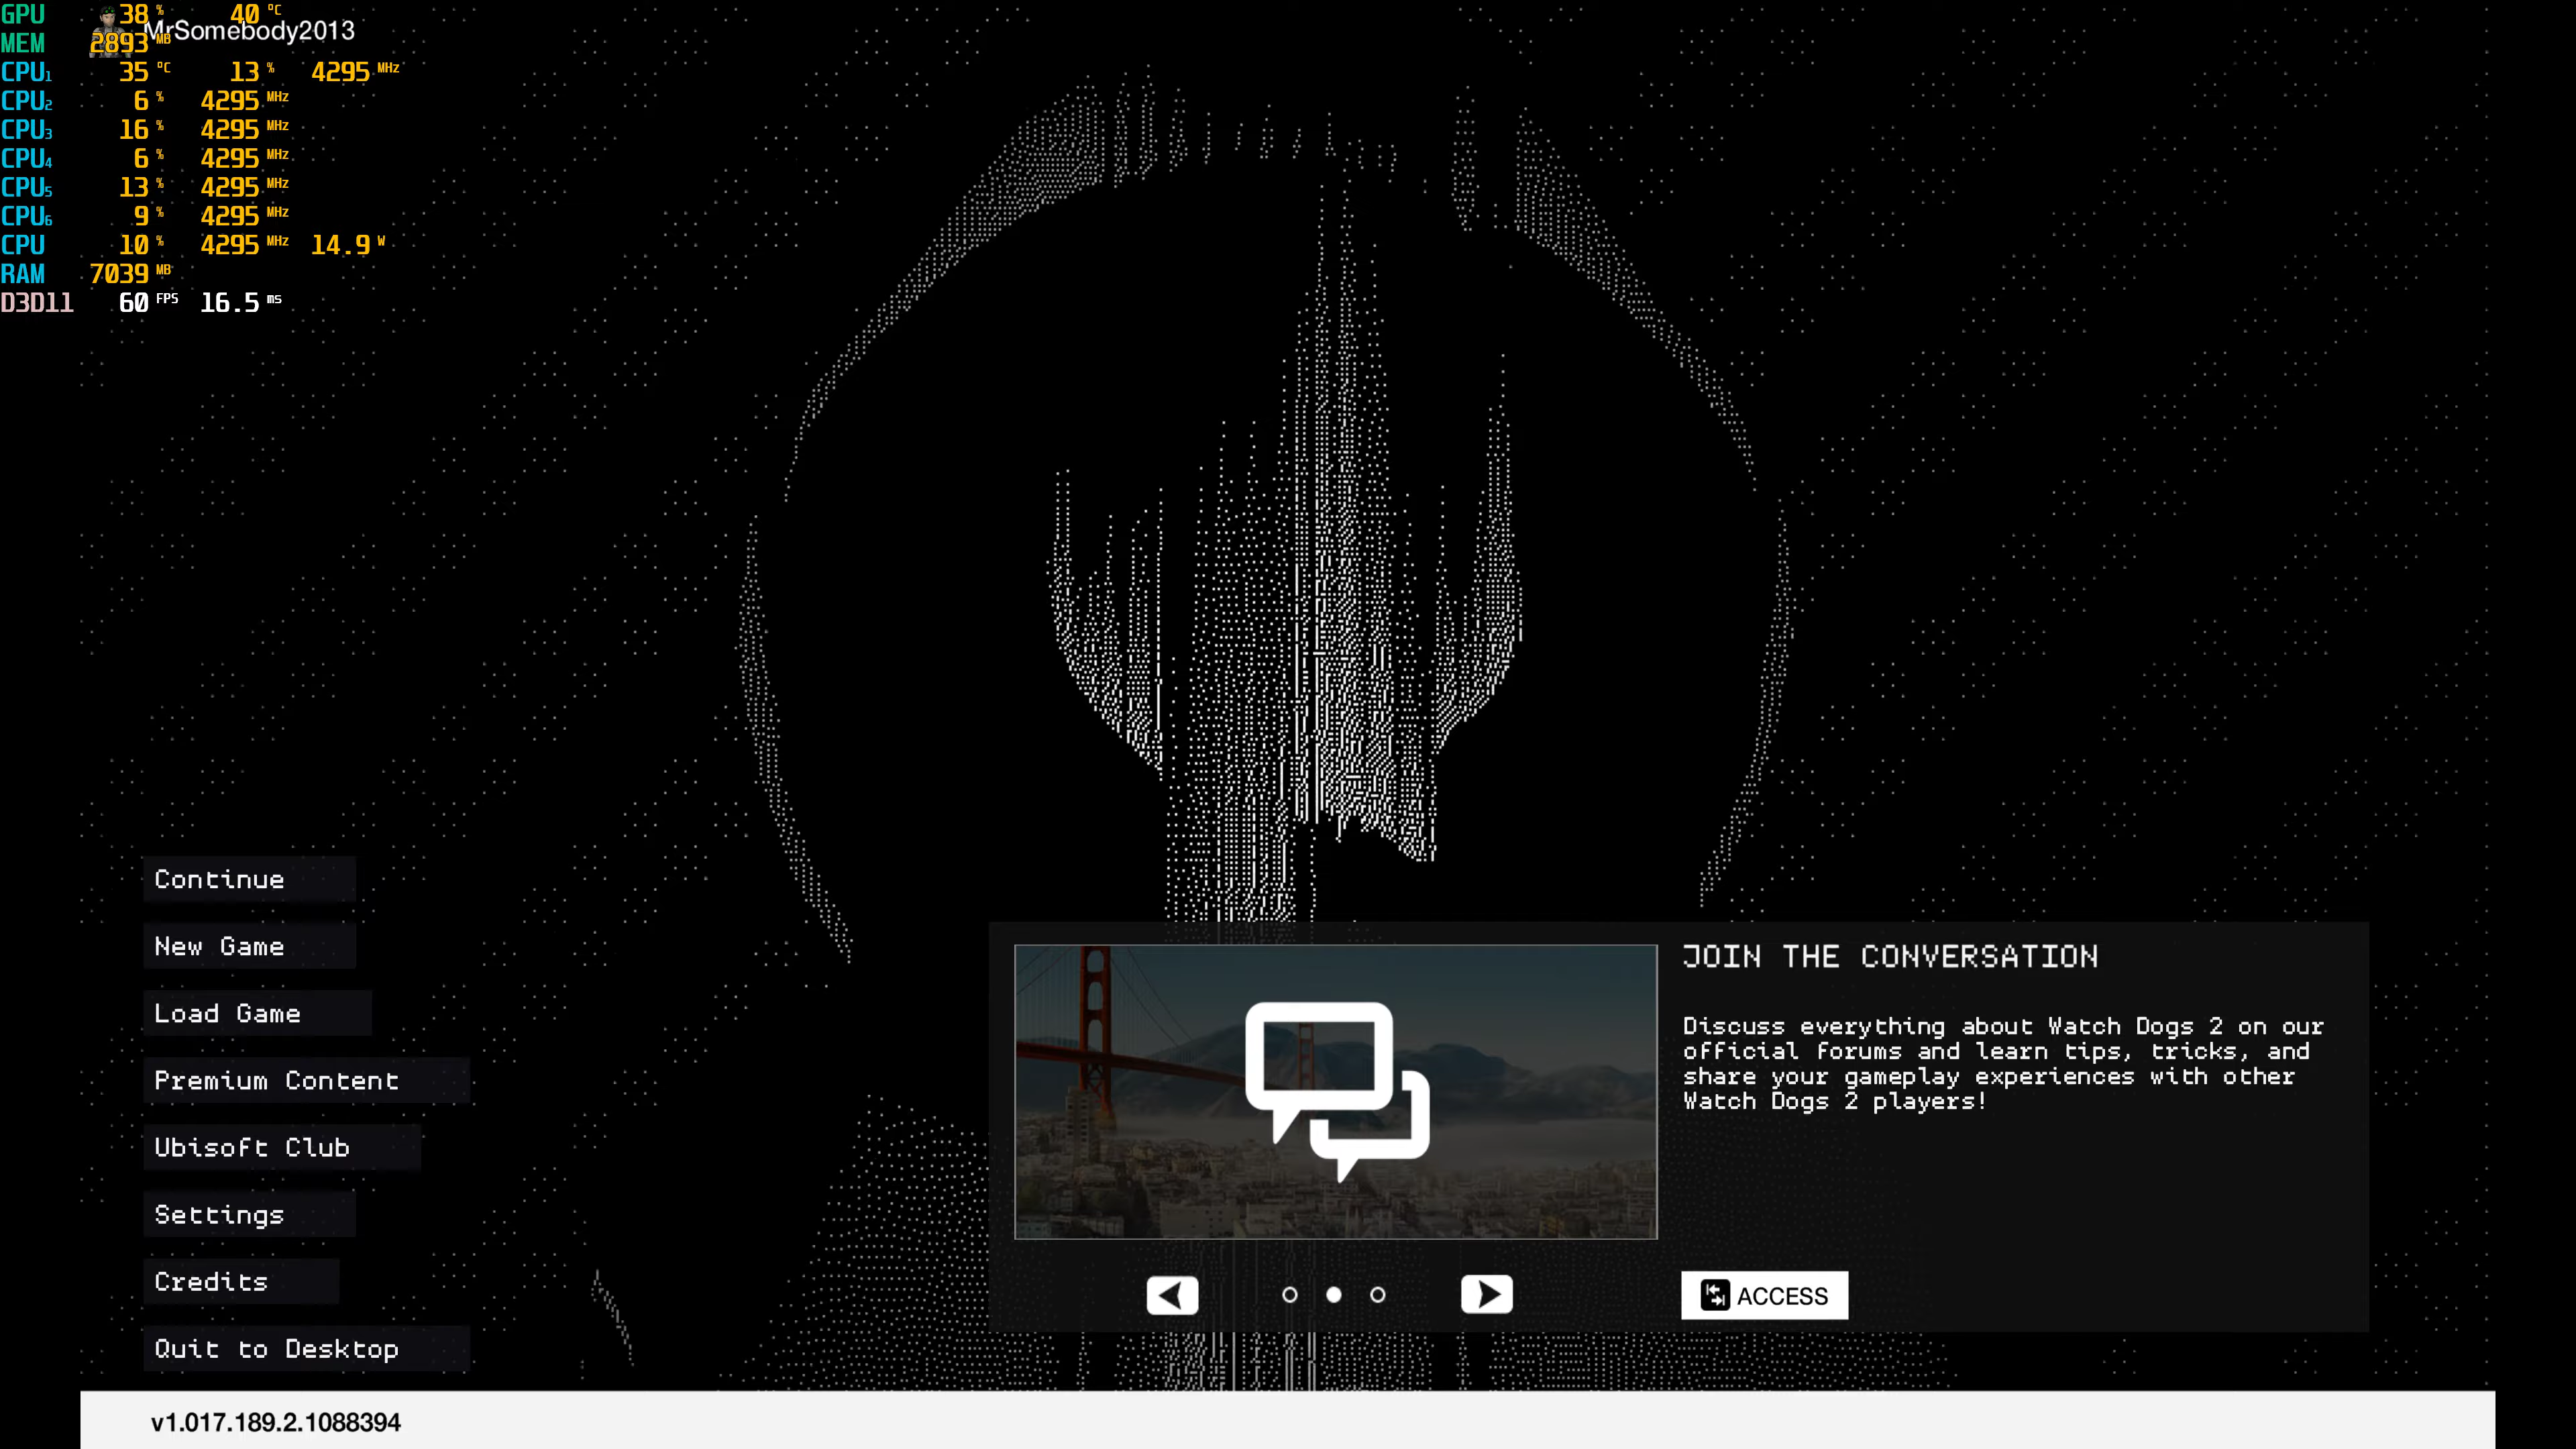 GPU 38 % 40 °C
MrSomebody2013
MEM 2893 MB
CPU1 35 °C 13 % 4295 MHz
CPU2 6 % 4295 MHz
CPU3 16 % 4295 MHz
CPU4 6 % 4295 MHz
CPU5 13 % 4295 MHz
CPU6 9 % 4295 MHz
CPU 10 % 4295 MHz 14.9 W
RAM 7039 MB
D3D11 60 FPS 16.5 ms
Continue
New Game
Load Game
Premium Content
Ubisoft Club
Settings
Credits
Quit to Desktop
JOIN THE CONVERSATION
Discuss everything about Watch Dogs 2 on our
official forums and learn tips, tricks, and
share your gameplay experiences with other
Watch Dogs 2 players!
ACCESS
v1.017.189.2.1088394